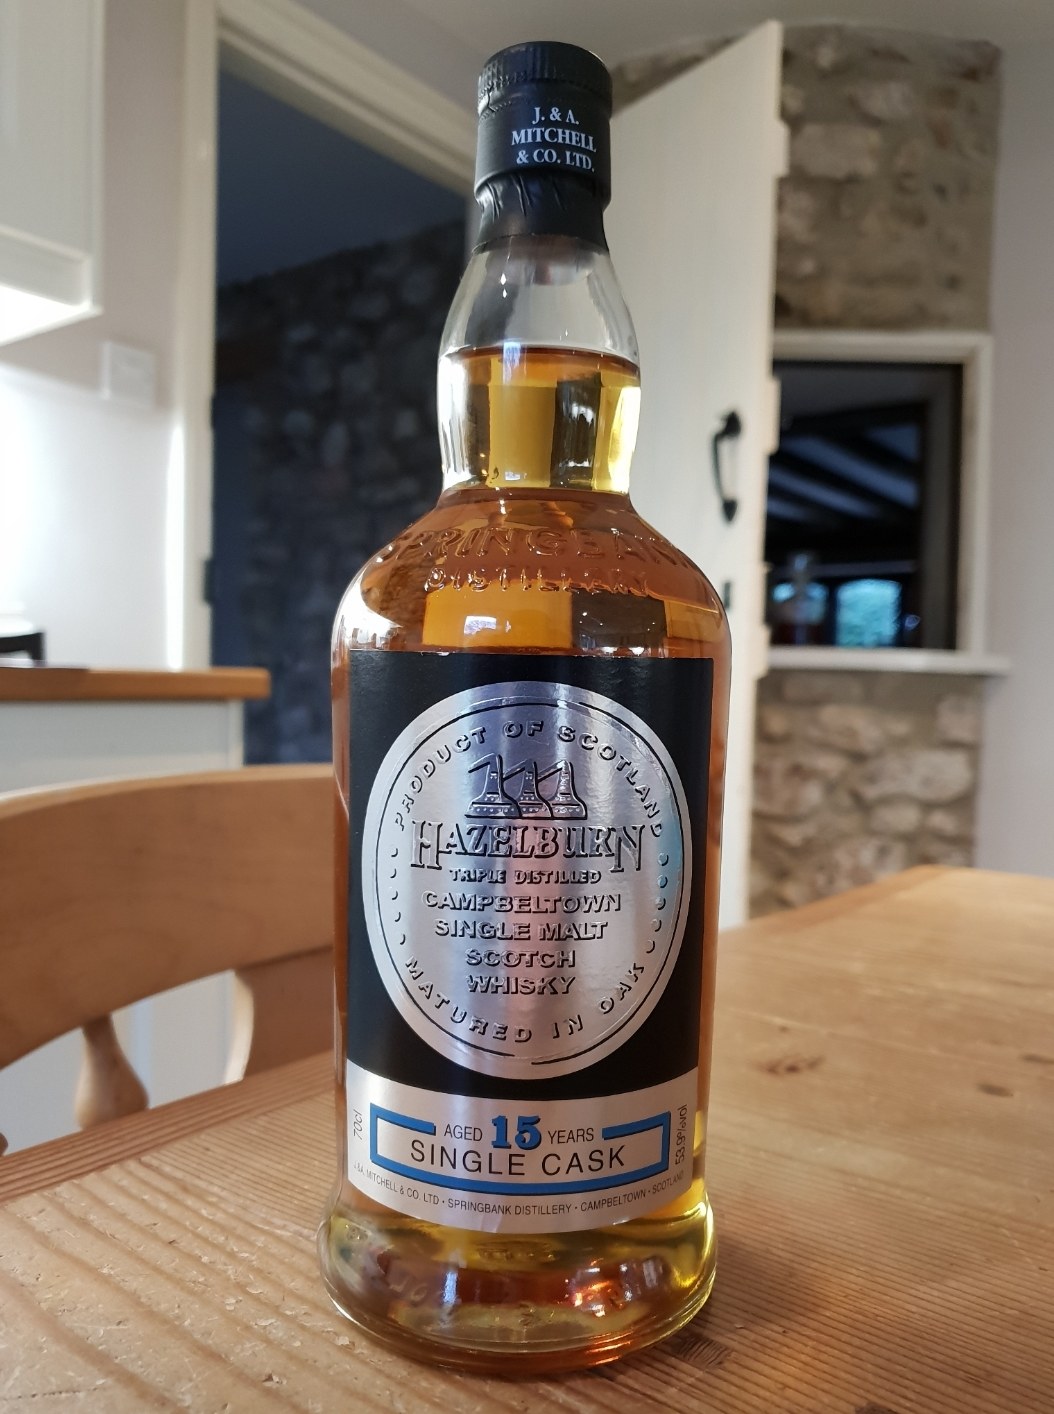 J. & A.
MITCHELL
& CO. LTD.
SPRINGBANK
DISTILLERY
PRODUCT OF SCOTLAND
HAZELBURN
TRIPLE DISTILLED
CAMPBELTOWN
SINGLE MALT
SCOTCH
WHISKY
MATURED IN OAK
70cl
AGED 15 YEARS
SINGLE CASK
53.9%vol
J.&A. MITCHELL & CO. LTD • SPRINGBANK DISTILLERY • CAMPBELTOWN • SCOTLAND